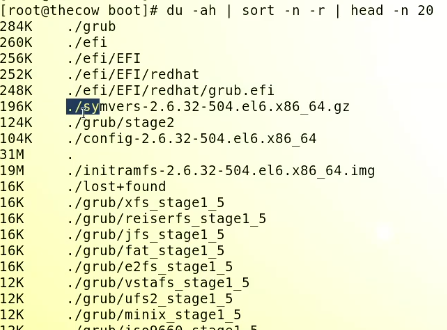 [root@thecow boot]# du -ah | sort -n -r | head -n 20
284K ./grub
260K ./efi
256K ./efi/EFI
252K ./efi/EFI/redhat
248K ./efi/EFI/redhat/grub.efi
196K ./symvers-2.6.32-504.el6.x86_64.gz
124K ./grub/stage2
104K ./config-2.6.32-504.el6.x86_64
31M .
19M ./initramfs-2.6.32-504.el6.x86_64.img
16K ./lost+found
16K ./grub/xfs_stage1_5
16K ./grub/reiserfs_stage1_5
16K ./grub/jfs_stage1_5
16K ./grub/fat_stage1_5
16K ./grub/e2fs_stage1_5
12K ./grub/vstafs_stage1_5
12K ./grub/ufs2_stage1_5
12K ./grub/minix_stage1_5
12K ./grub/iso9660_stage1_5